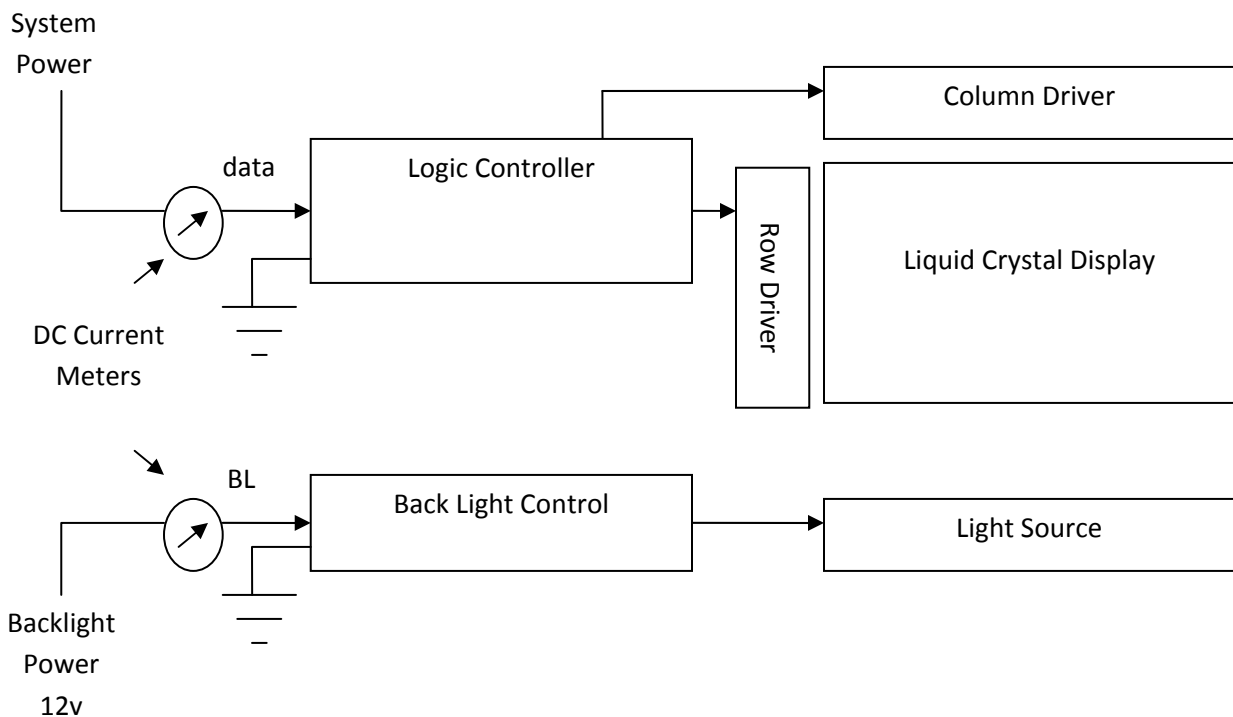 System
Power
Column Driver
data
Logic Controller
Row Driver
Liquid Crystal Display
DC Current
Meters
BL
Back Light Control
Light Source
Backlight
Power
12v